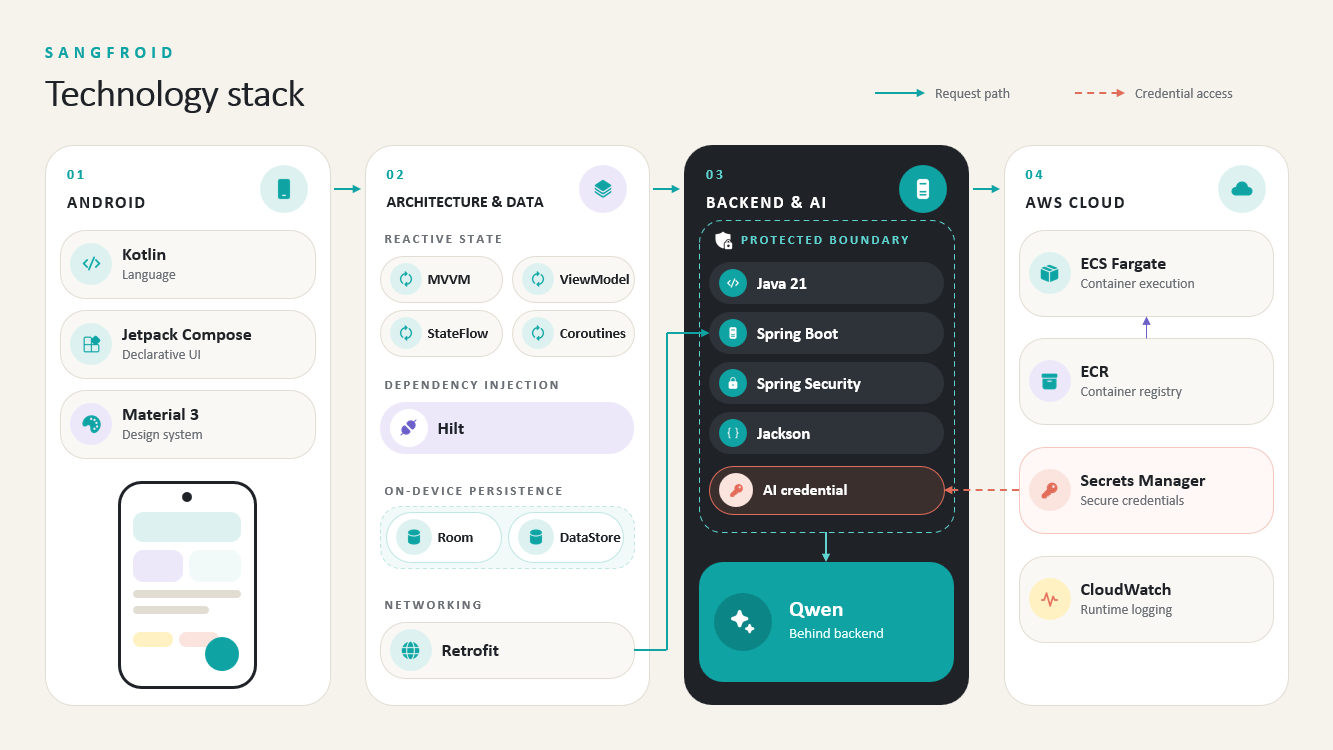 SANGFROID
Technology stack
Request path
Credential access
01
ANDROID
Kotlin
Language
Jetpack Compose
Declarative UI
Material 3
Design system
02
ARCHITECTURE & DATA
REACTIVE STATE
MVVM
ViewModel
StateFlow
Coroutines
DEPENDENCY INJECTION
Hilt
ON-DEVICE PERSISTENCE
Room
DataStore
NETWORKING
Retrofit
03
BACKEND & AI
PROTECTED BOUNDARY
Java 21
Spring Boot
Spring Security
Jackson
AI credential
Qwen
Behind backend
04
AWS CLOUD
ECS Fargate
Container execution
ECR
Container registry
Secrets Manager
Secure credentials
CloudWatch
Runtime logging